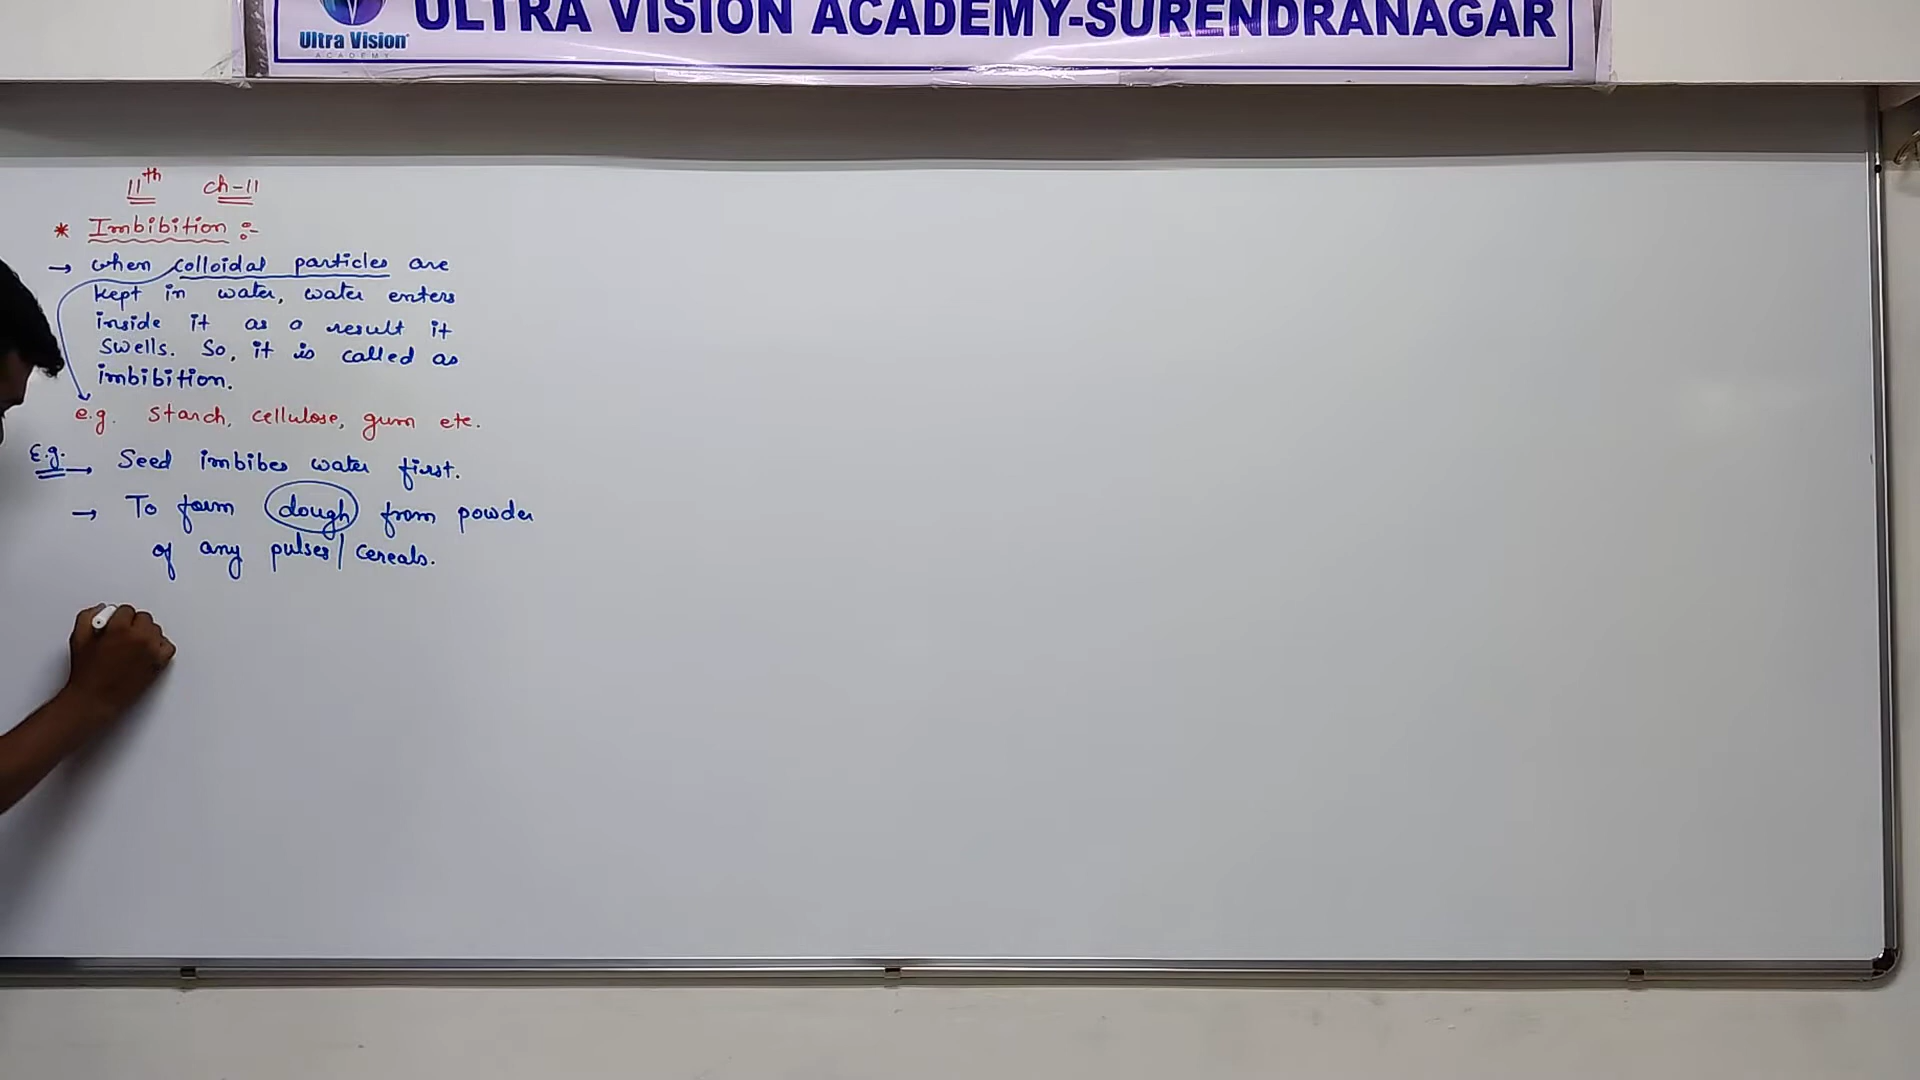 ULTRA VISION ACADEMY-SURENDRANAGAR
Ultra Vision
ACADEMY
11th ch-11
* Imbibition :-
→ When colloidal particles are
kept in water, water enters
inside it as a result it
swells. So, it is called as
imbibition.
e.g. Starch, cellulose, gum etc.
E.g. → Seed imbibes water first.
→ To form dough from powder
of any pulses/cereals.